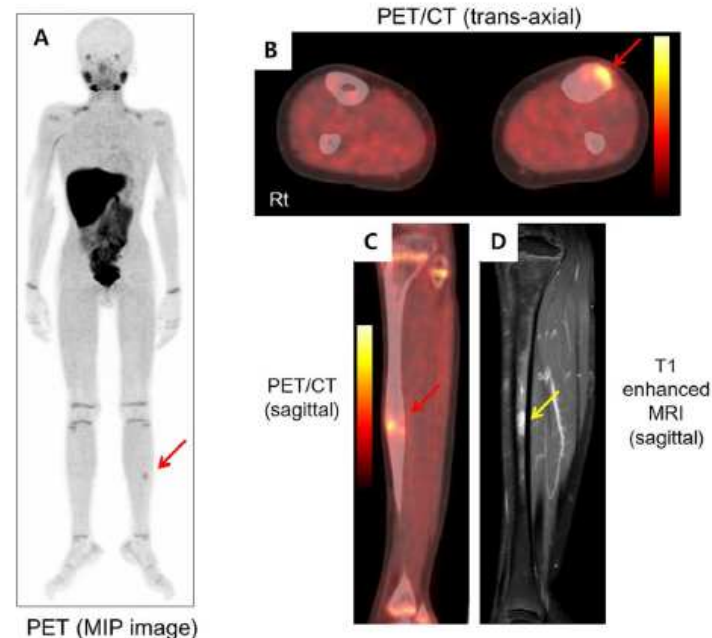 A
PET (MIP image)
PET/CT (trans-axial)
B
Rt
C
PET/CT
(sagittal)
D
T1
enhanced
MRI
(sagittal)